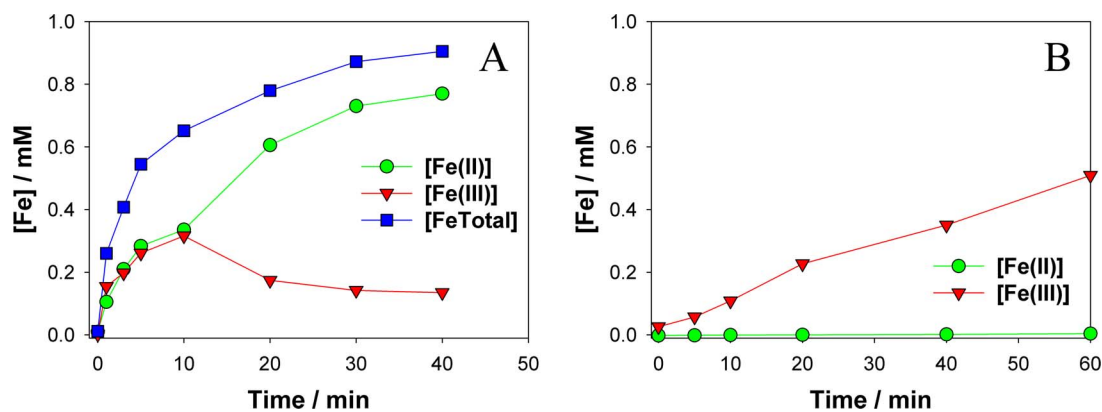 A
[Fe] / mM
1.0
0.8
0.6
0.4
0.2
0.0
[Fe(II)]
[Fe(III)]
[FeTotal]
0 10 20 30 40 50
Time / min
B
[Fe] / mM
1.0
0.8
0.6
0.4
0.2
0.0
[Fe(II)]
[Fe(III)]
0 10 20 30 40 50 60
Time / min